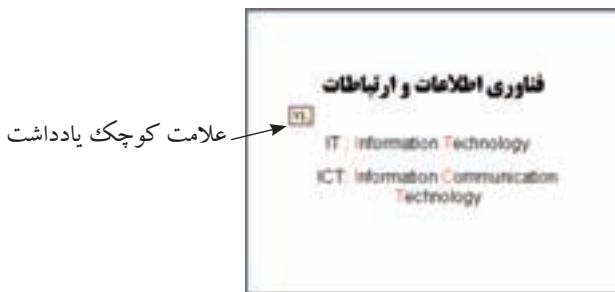 فناوری اطلاعات و ارتباطات
علامت کوچک یادداشت
IT : Information Technology
ICT: Information Communication
Technology